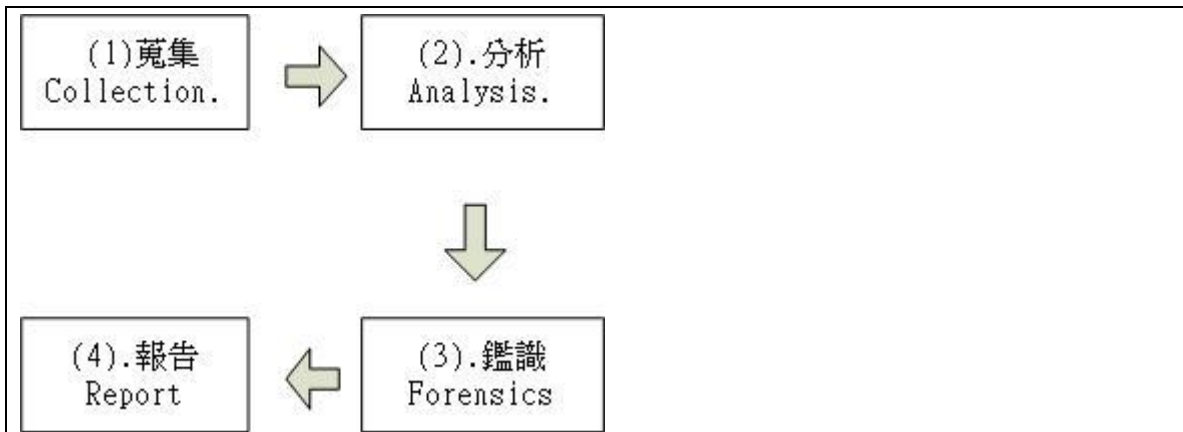 (1)蒐集
Collection.
(2).分析
Analysis.
(3).鑑識
Forensics
(4).報告
Report